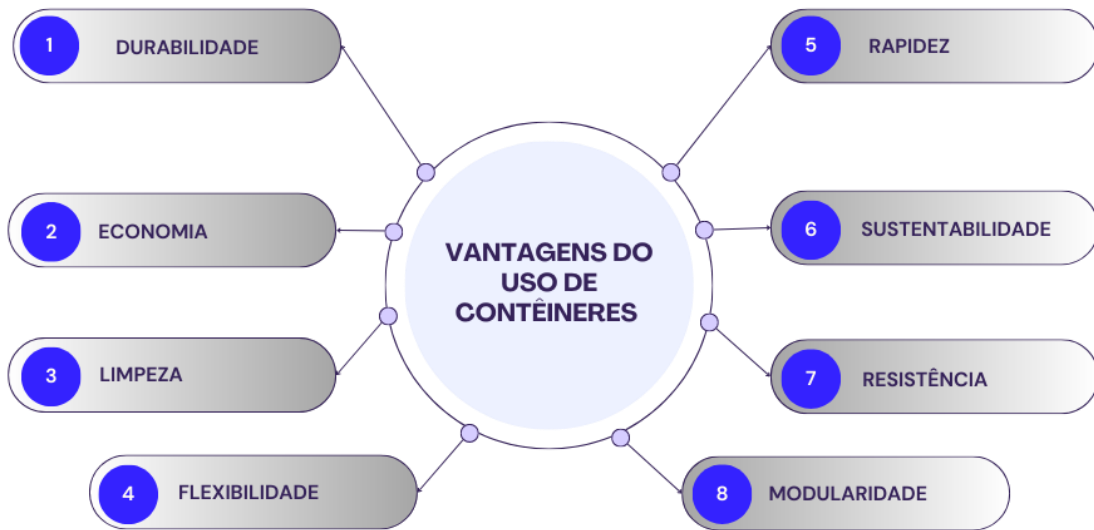 1 DURABILIDADE
2 ECONOMIA
3 LIMPEZA
4 FLEXIBILIDADE
VANTAGENS DO
USO DE
CONTÊINERES
5 RAPIDEZ
6 SUSTENTABILIDADE
7 RESISTÊNCIA
8 MODULARIDADE